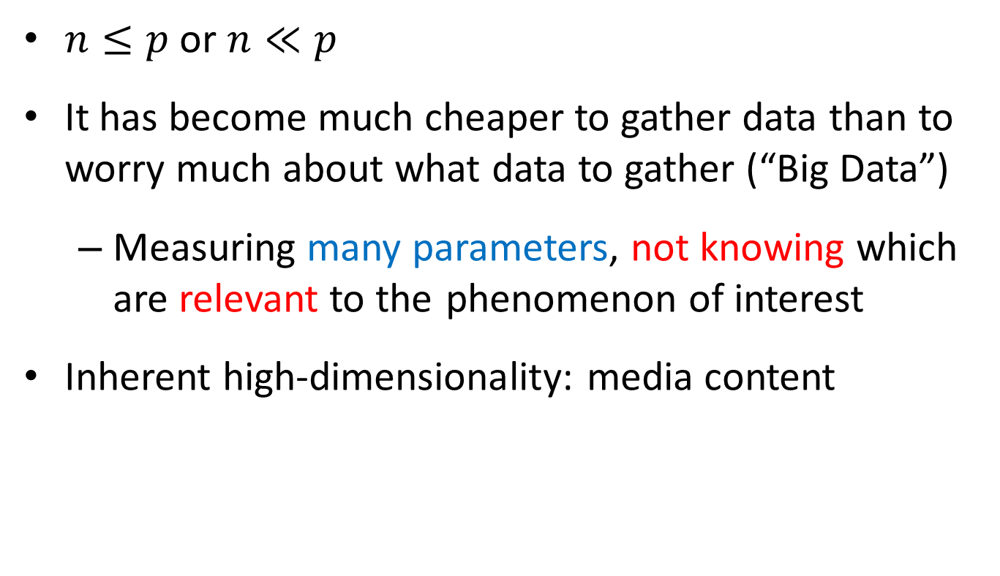 • n ≤ p or n ≪ p
• It has become much cheaper to gather data than to
worry much about what data to gather (“Big Data”)
– Measuring many parameters, not knowing which
are relevant to the phenomenon of interest
• Inherent high-dimensionality: media content